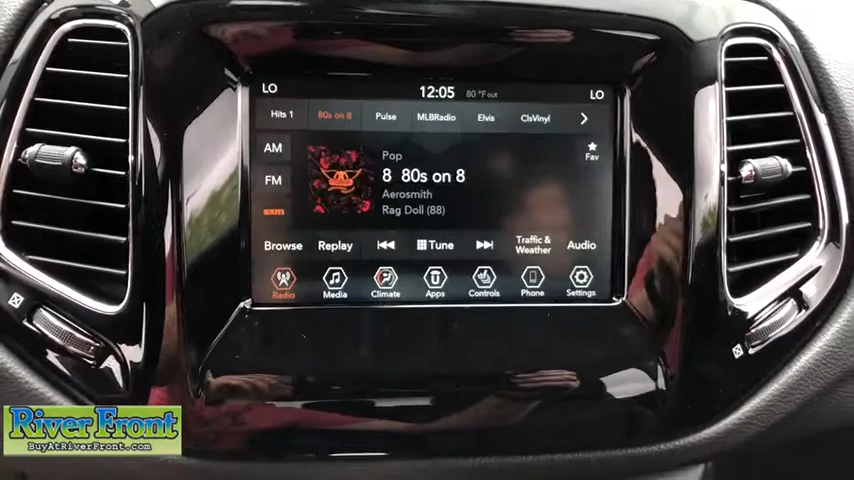 LO 12:05 80 °F out LO
Hits 1 80s on 8 Pulse MLBRadio Elvis ClsVinyl
AM
FM
sxm
Pop
8 80s on 8
Aerosmith
Rag Doll (88)
Fav
Browse Replay Tune Traffic & Weather Audio
Radio Media Climate Apps Controls Phone Settings
River Front
BuyAtRiverFront.com